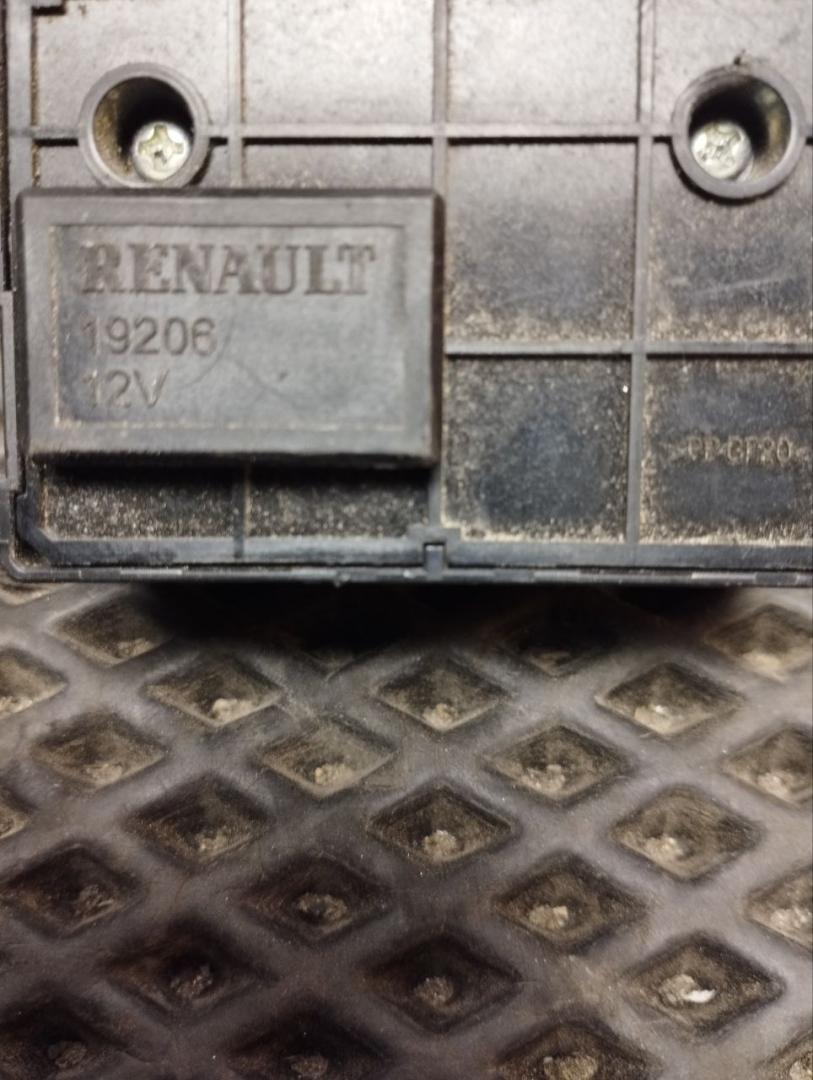 RENAULT
19206
12V
>PP-GF20<